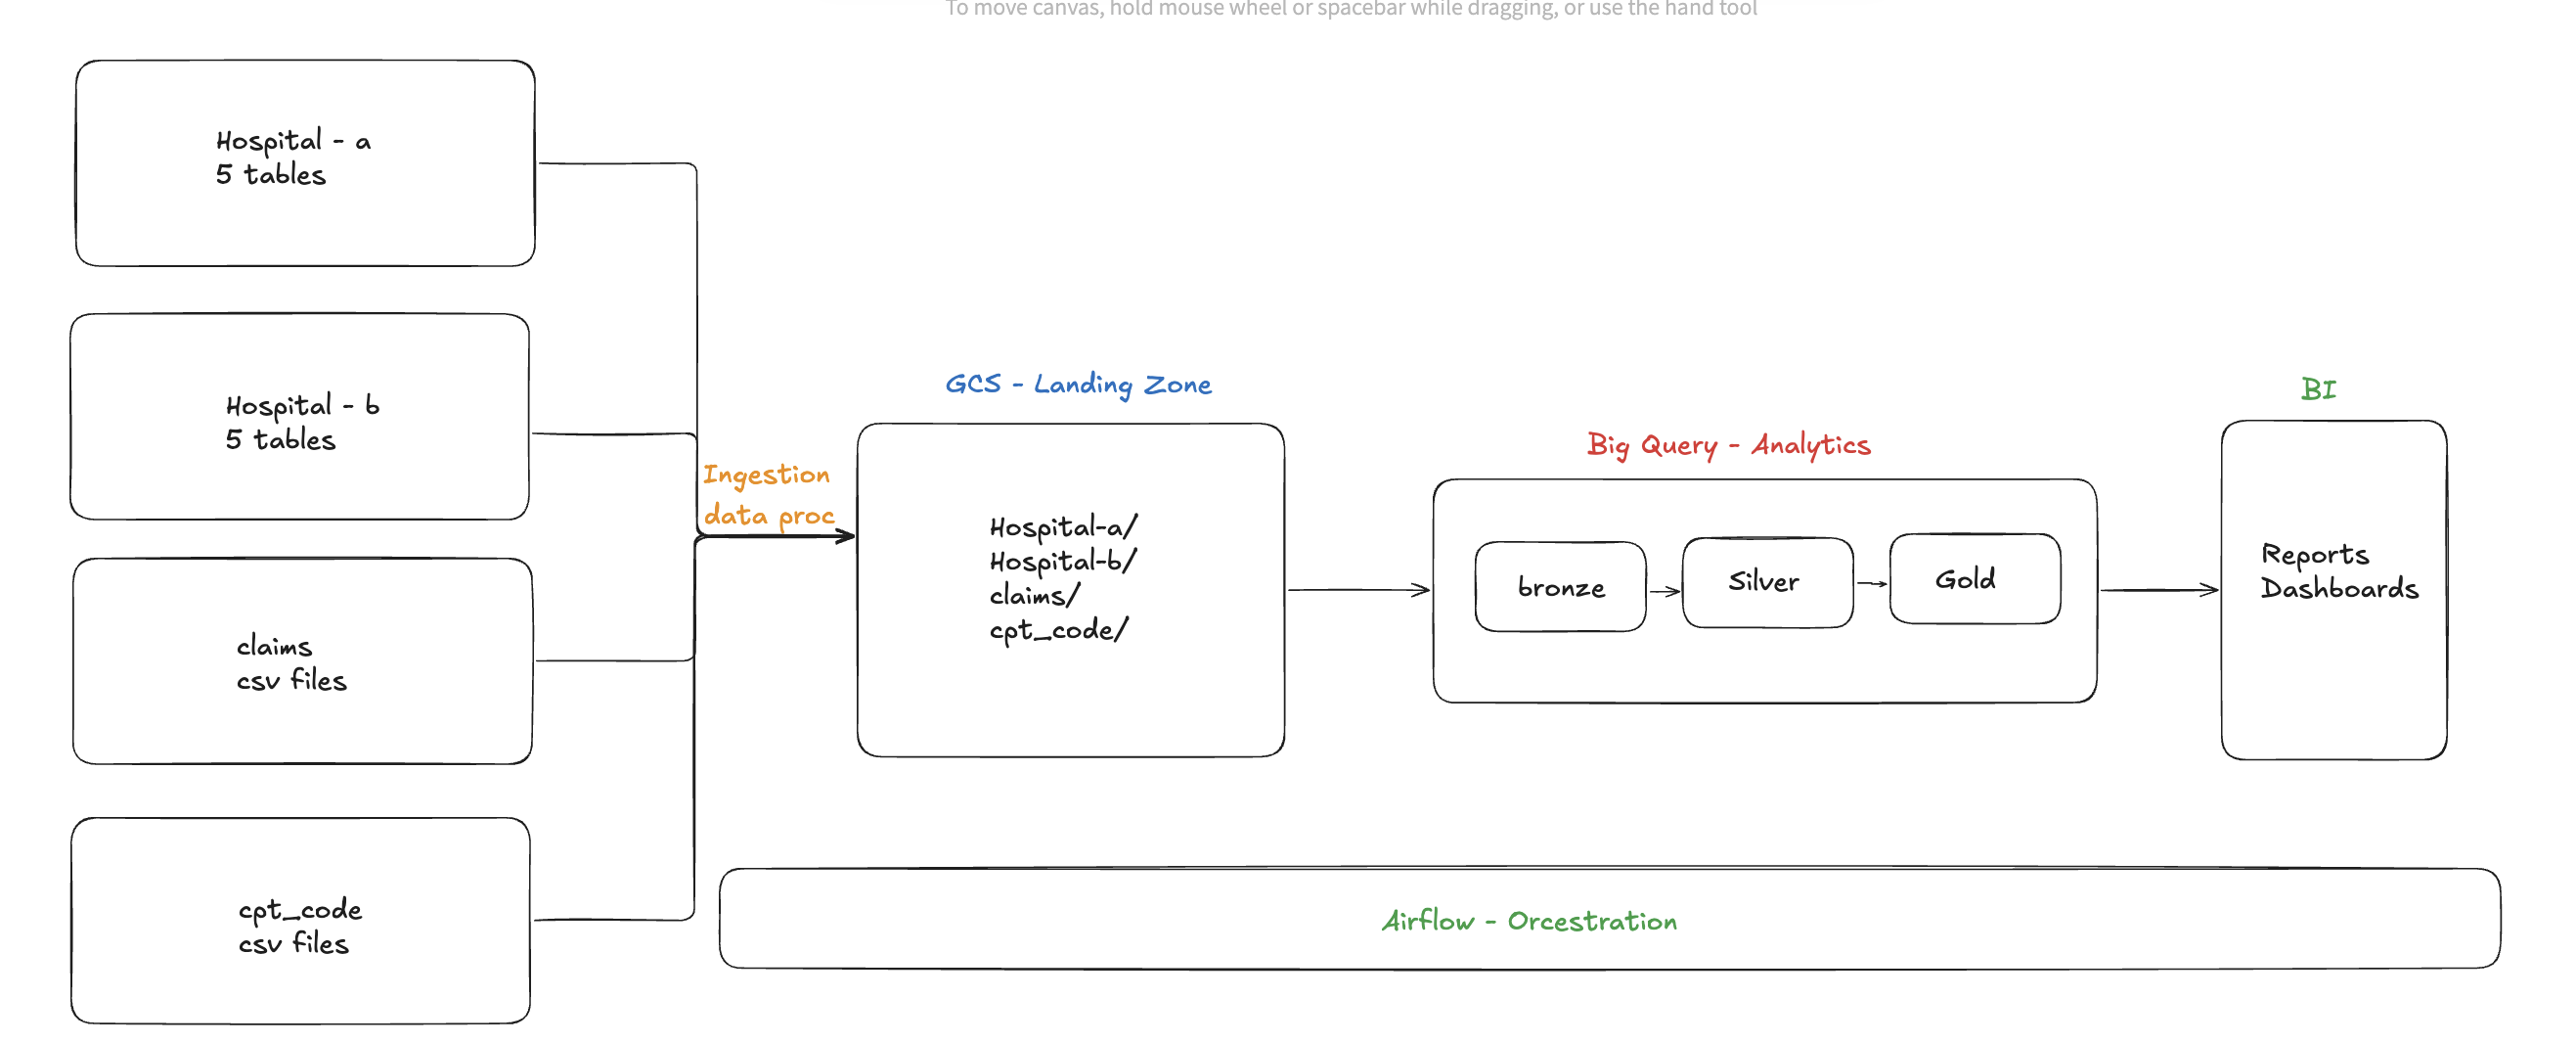 To move canvas, hold mouse wheel or spacebar while dragging, or use the hand tool
Hospital - a
5 tables
Hospital - b
5 tables
claims
csv files
cpt_code
csv files
Ingestion
data proc
GCS - Landing Zone
Hospital-a/
Hospital-b/
claims/
cpt_code/
Big Query - Analytics
bronze
Silver
Gold
BI
Reports
Dashboards
Airflow - Orcestration